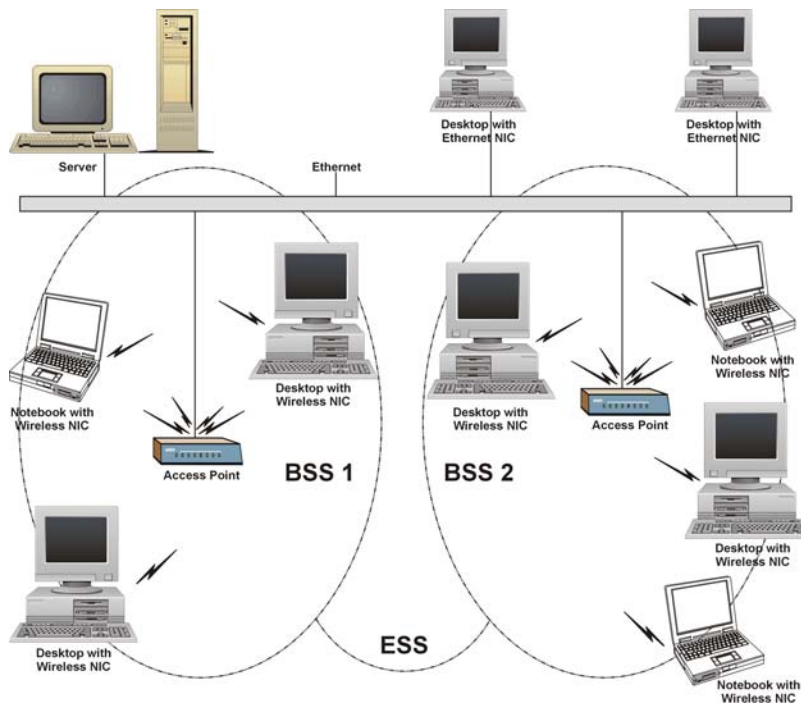 Desktop with
Ethernet NIC
Desktop with
Ethernet NIC
Server
Ethernet
Notebook with
Wireless NIC
Desktop with
Wireless NIC
Desktop with
Wireless NIC
Notebook with
Wireless NIC
Access Point
Access Point
BSS 1
BSS 2
Desktop with
Wireless NIC
Desktop with
Wireless NIC
ESS
Notebook with
Wireless NIC